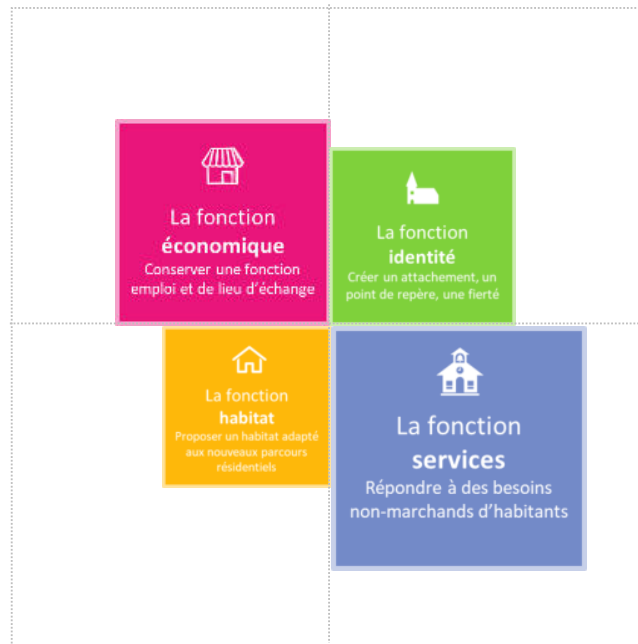 La fonction
économique
Conserver une fonction
emploi et de lieu d'échange
La fonction
identité
Créer un attachement, un
point de repère, une fierté
La fonction
habitat
Proposer un habitat adapté
aux nouveaux parcours
résidentiels
La fonction
services
Répondre à des besoins
non-marchands d'habitants